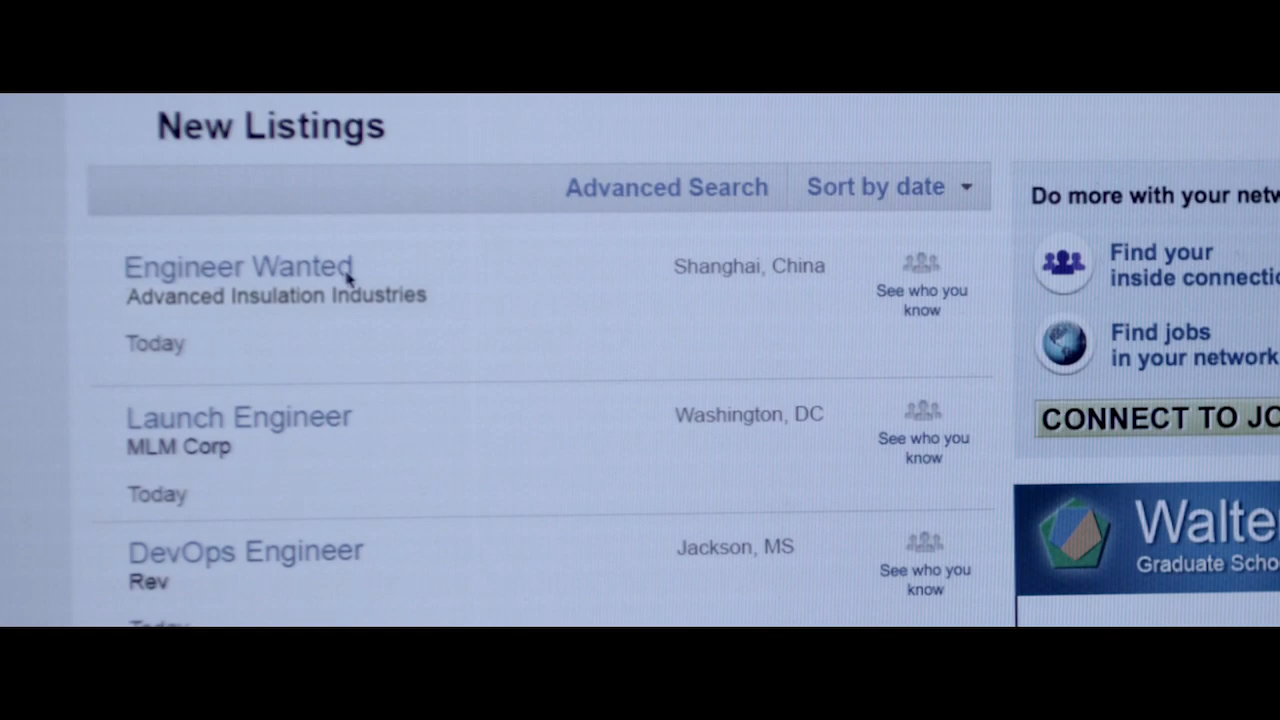 New Listings
Advanced Search
Sort by date
Engineer Wanted
Advanced Insulation Industries
Today
Shanghai, China
See who you
know
Launch Engineer
MLM Corp
Today
Washington, DC
See who you
know
DevOps Engineer
Rev
Today
Jackson, MS
See who you
know
Do more with your netw
Find your
inside connectio
Find jobs
in your network
CONNECT TO JO
Walte
Graduate Scho